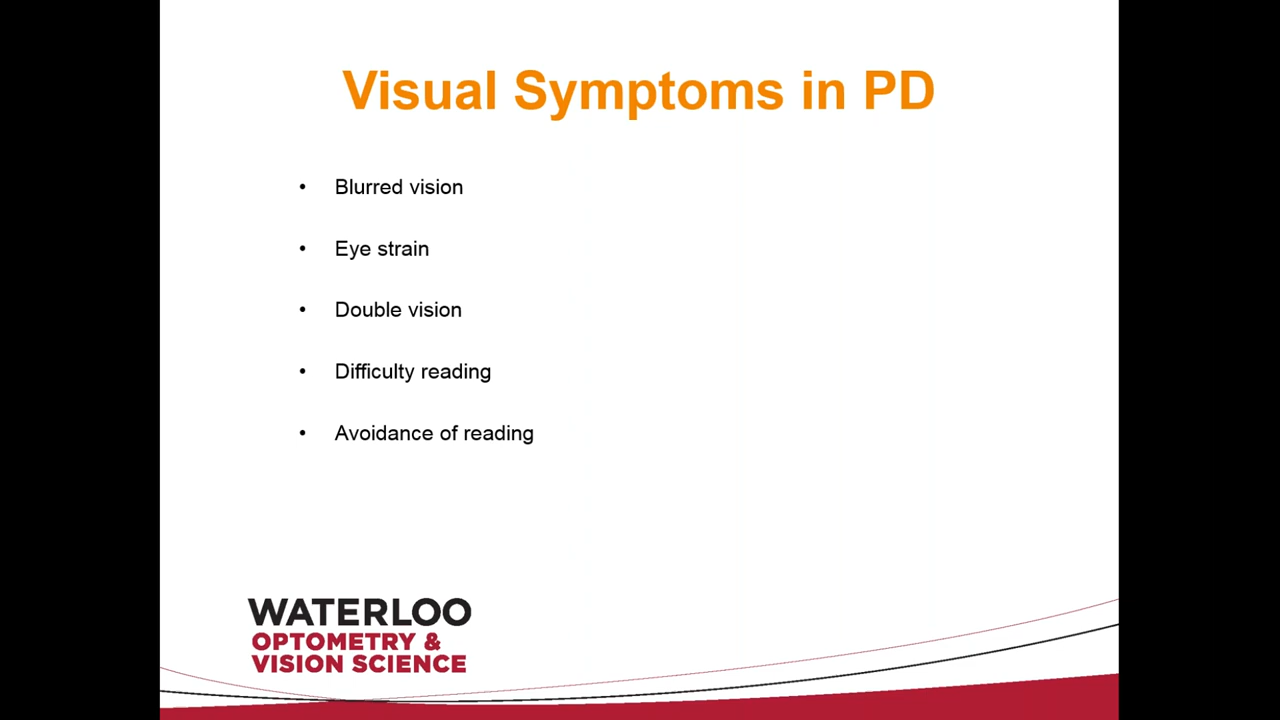 Visual Symptoms in PD
• Blurred vision
• Eye strain
• Double vision
• Difficulty reading
• Avoidance of reading
WATERLOO
OPTOMETRY &
VISION SCIENCE